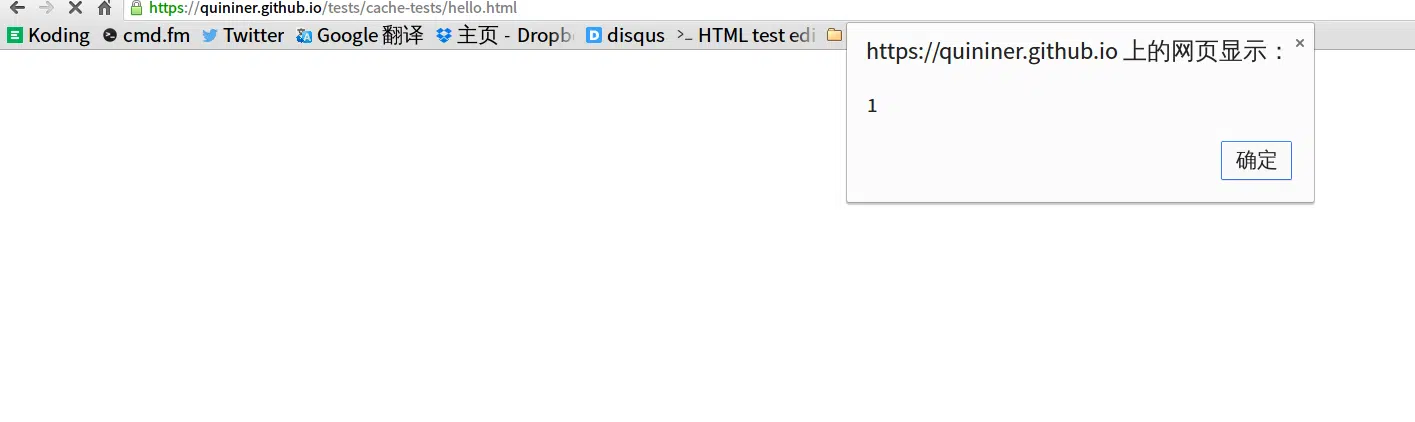 https://quininer.github.io/tests/cache-tests/hello.html
Koding cmd.fm Twitter Google 翻译 主页 - Dropb disqus >_ HTML test edi
https://quininer.github.io 上的网页显示：
1
确定